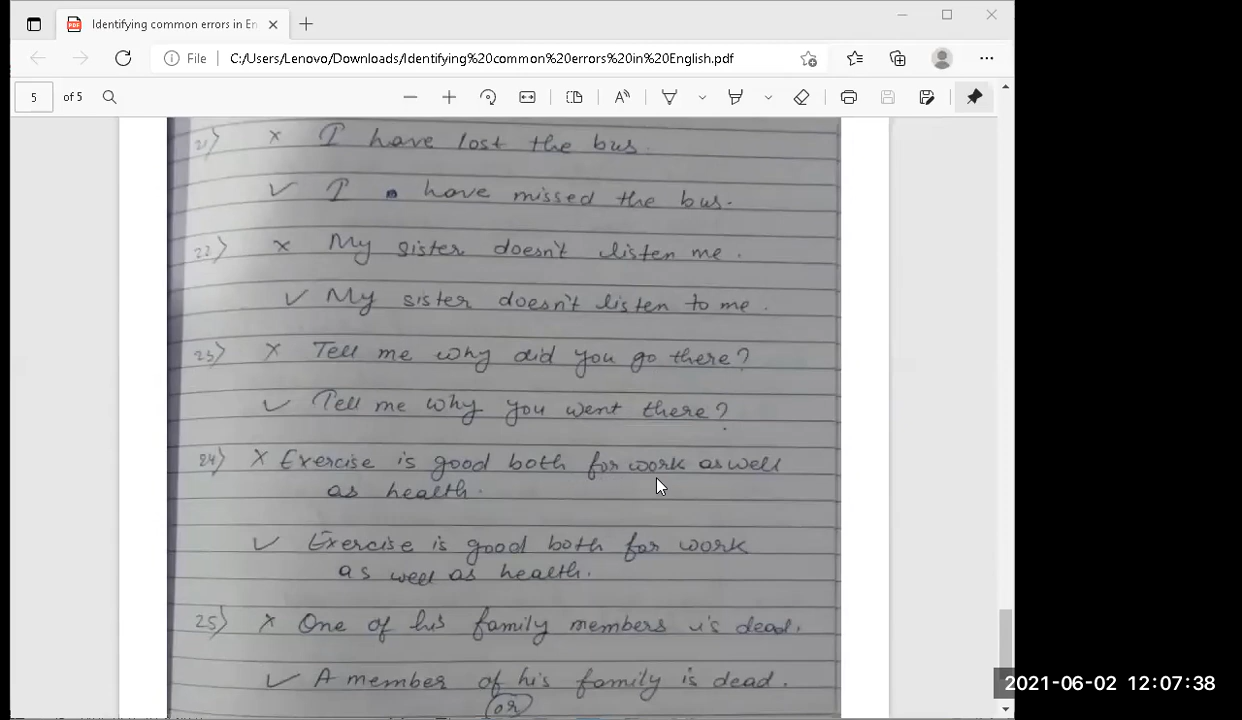 Identifying common errors in En
File
C:/Users/Lenovo/Downloads/Identifying%20common%20errors%20in%20English.pdf
5 of 5
21) × I have lost the bus.
✓ I have missed the bus.
22) × My sister doesn't listen me.
✓ My sister doesn't listen to me.
23) × Tell me why did you go there?
✓ Tell me why you went there?
24) × Exercise is good both for work as well
as health.
✓ Exercise is good both for work
as well as health.
25) × One of his family members is dead.
✓ A member of his family is dead.
(or)
2021-06-02 12:07:38